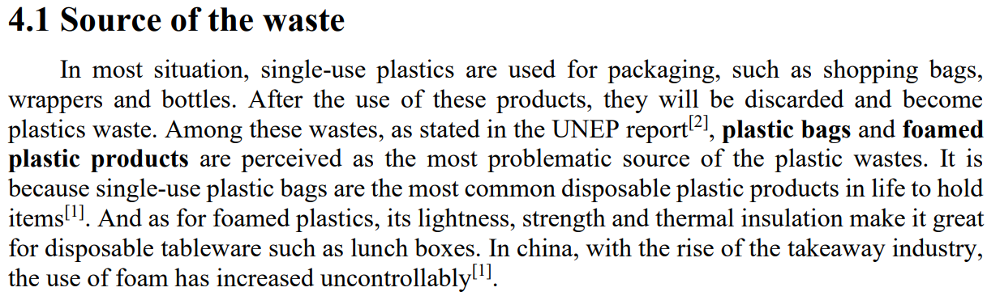 4.1 Source of the waste
In most situation, single-use plastics are used for packaging, such as shopping bags,
wrappers and bottles. After the use of these products, they will be discarded and become
plastics waste. Among these wastes, as stated in the UNEP report[2], plastic bags and foamed
plastic products are perceived as the most problematic source of the plastic wastes. It is
because single-use plastic bags are the most common disposable plastic products in life to hold
items[1]. And as for foamed plastics, its lightness, strength and thermal insulation make it great
for disposable tableware such as lunch boxes. In china, with the rise of the takeaway industry,
the use of foam has increased uncontrollably[1].